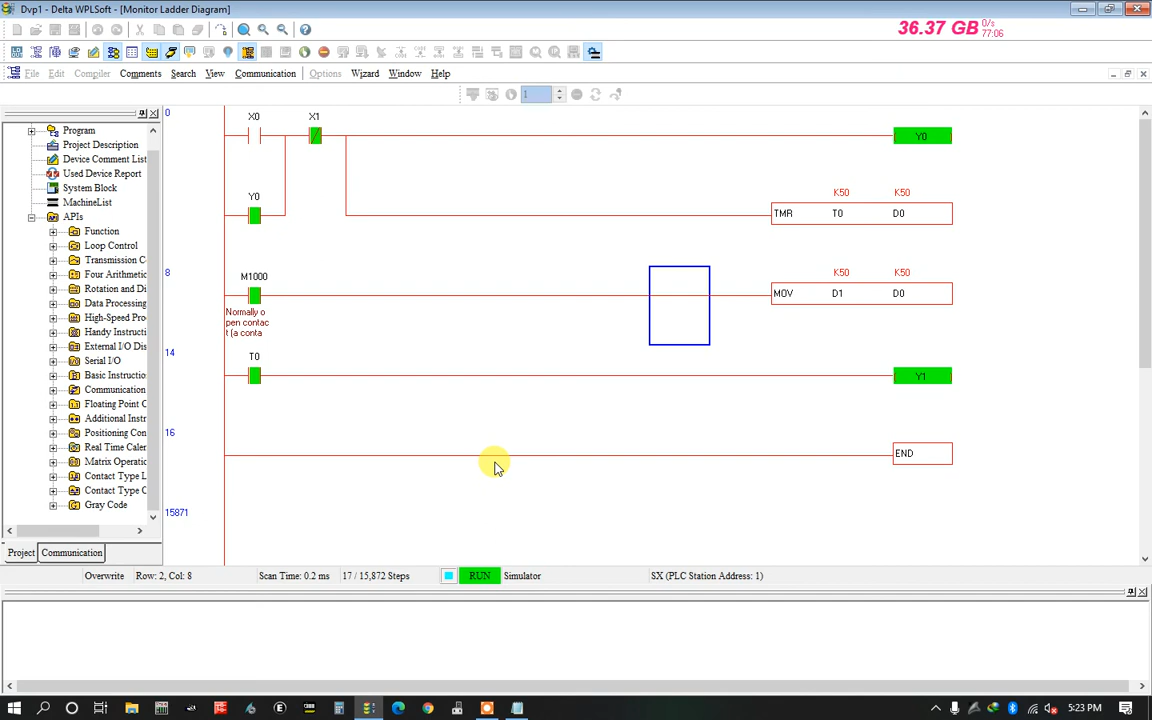 Dvp1 - Delta WPLSoft - [Monitor Ladder Diagram]
36.37 GB 0/s
77:06
File Edit Compiler Comments Search View Communication Options Wizard Window Help
1
Program
Project Description
Device Comment List
Used Device Report
System Block
MachineList
APIs
Function
Loop Control
Transmission C
Four Arithmetic
Rotation and Di
Data Processing
High-Speed Pro
Handy Instructi
External I/O Dis
Serial I/O
Basic Instructio
Communication
Floating Point C
Additional Instr
Positioning Con
Real Time Caler
Matrix Operatio
Contact Type L
Contact Type C
Gray Code
Project Communication
0
X0 X1
Y0
Y0
K50 K50
TMR T0 D0
8
M1000
Normally o
pen contac
t (a conta
K50 K50
MOV D1 D0
14
T0
Y1
16
END
15871
Overwrite Row: 2, Col: 8 Scan Time: 0.2 ms 17 / 15,872 Steps RUN Simulator SX (PLC Station Address: 1)
5:23 PM